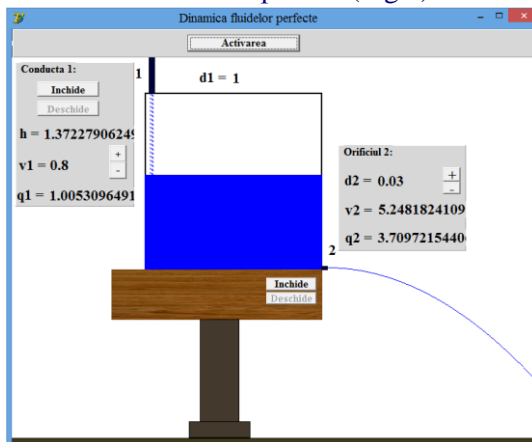 Dinamica fluidelor perfecte
Activarea
Conducta 1:
Inchide
Deschide
h = 1.37227906249
v1 = 0.8
+
-
q1 = 1.0053096491
1
d1 = 1
Orificiul 2:
d2 = 0.03
+
-
v2 = 5.2481824109
q2 = 3.7097215440
2
Inchide
Deschide